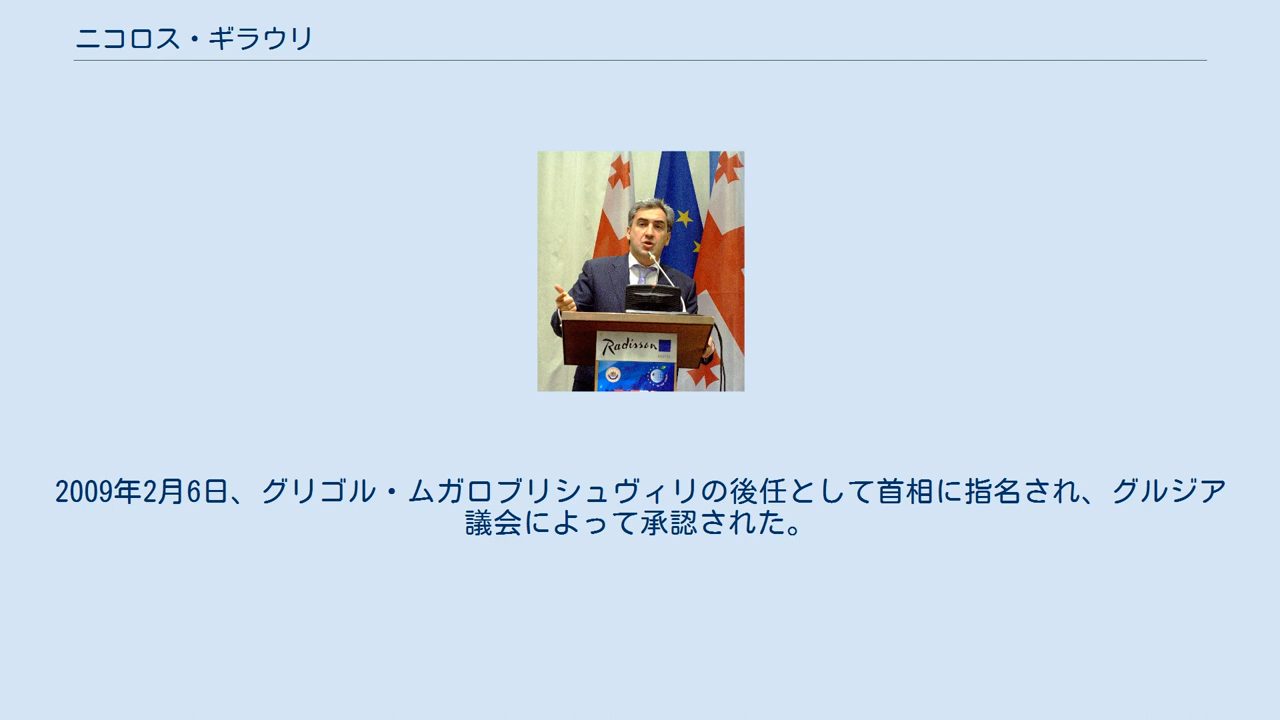 ニコロス・ギラウリ
Radisson
2009年2月6日、グリゴル・ムガロブリシュヴィリの後任として首相に指名され、グルジア
議会によって承認された。